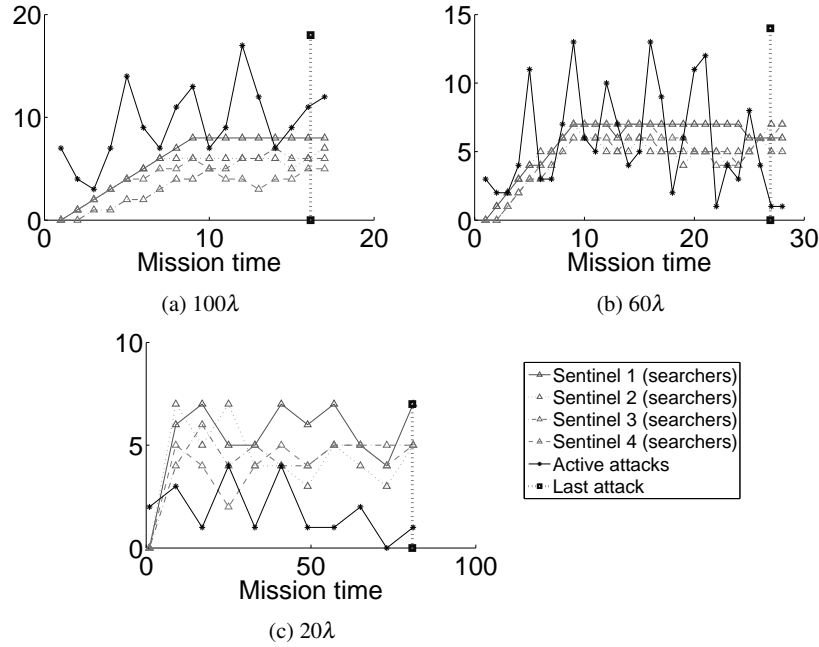 20
10
0
0
10
20
Mission time
(a) 100λ
15
10
5
0
0
10
20
30
Mission time
(b) 60λ
10
5
0
0
50
100
Mission time
(c) 20λ
Sentinel 1 (searchers)
Sentinel 2 (searchers)
Sentinel 3 (searchers)
Sentinel 4 (searchers)
Active attacks
Last attack